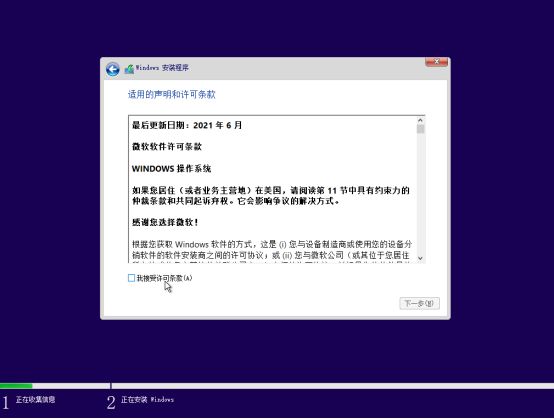 Windows 安装程序
适用的声明和许可条款
最后更新日期：2021 年 6 月
微软软件许可条款
WINDOWS 操作系统
如果您居住（或者业务主营地）在美国，请阅读第 11 节中具有约束力的
仲裁条款和共同起诉弃权。它会影响争议的解决方式。
感谢您选择微软！
根据您获取 Windows 软件的方式，这是 (i) 您与设备制造商或使用您的设备分
销软件的软件安装商之间的许可协议；或 (ii) 您与微软公司（或其位于您居住
我接受许可条款(A)
下一步(N)
1 正在收集信息
2 正在安装 Windows